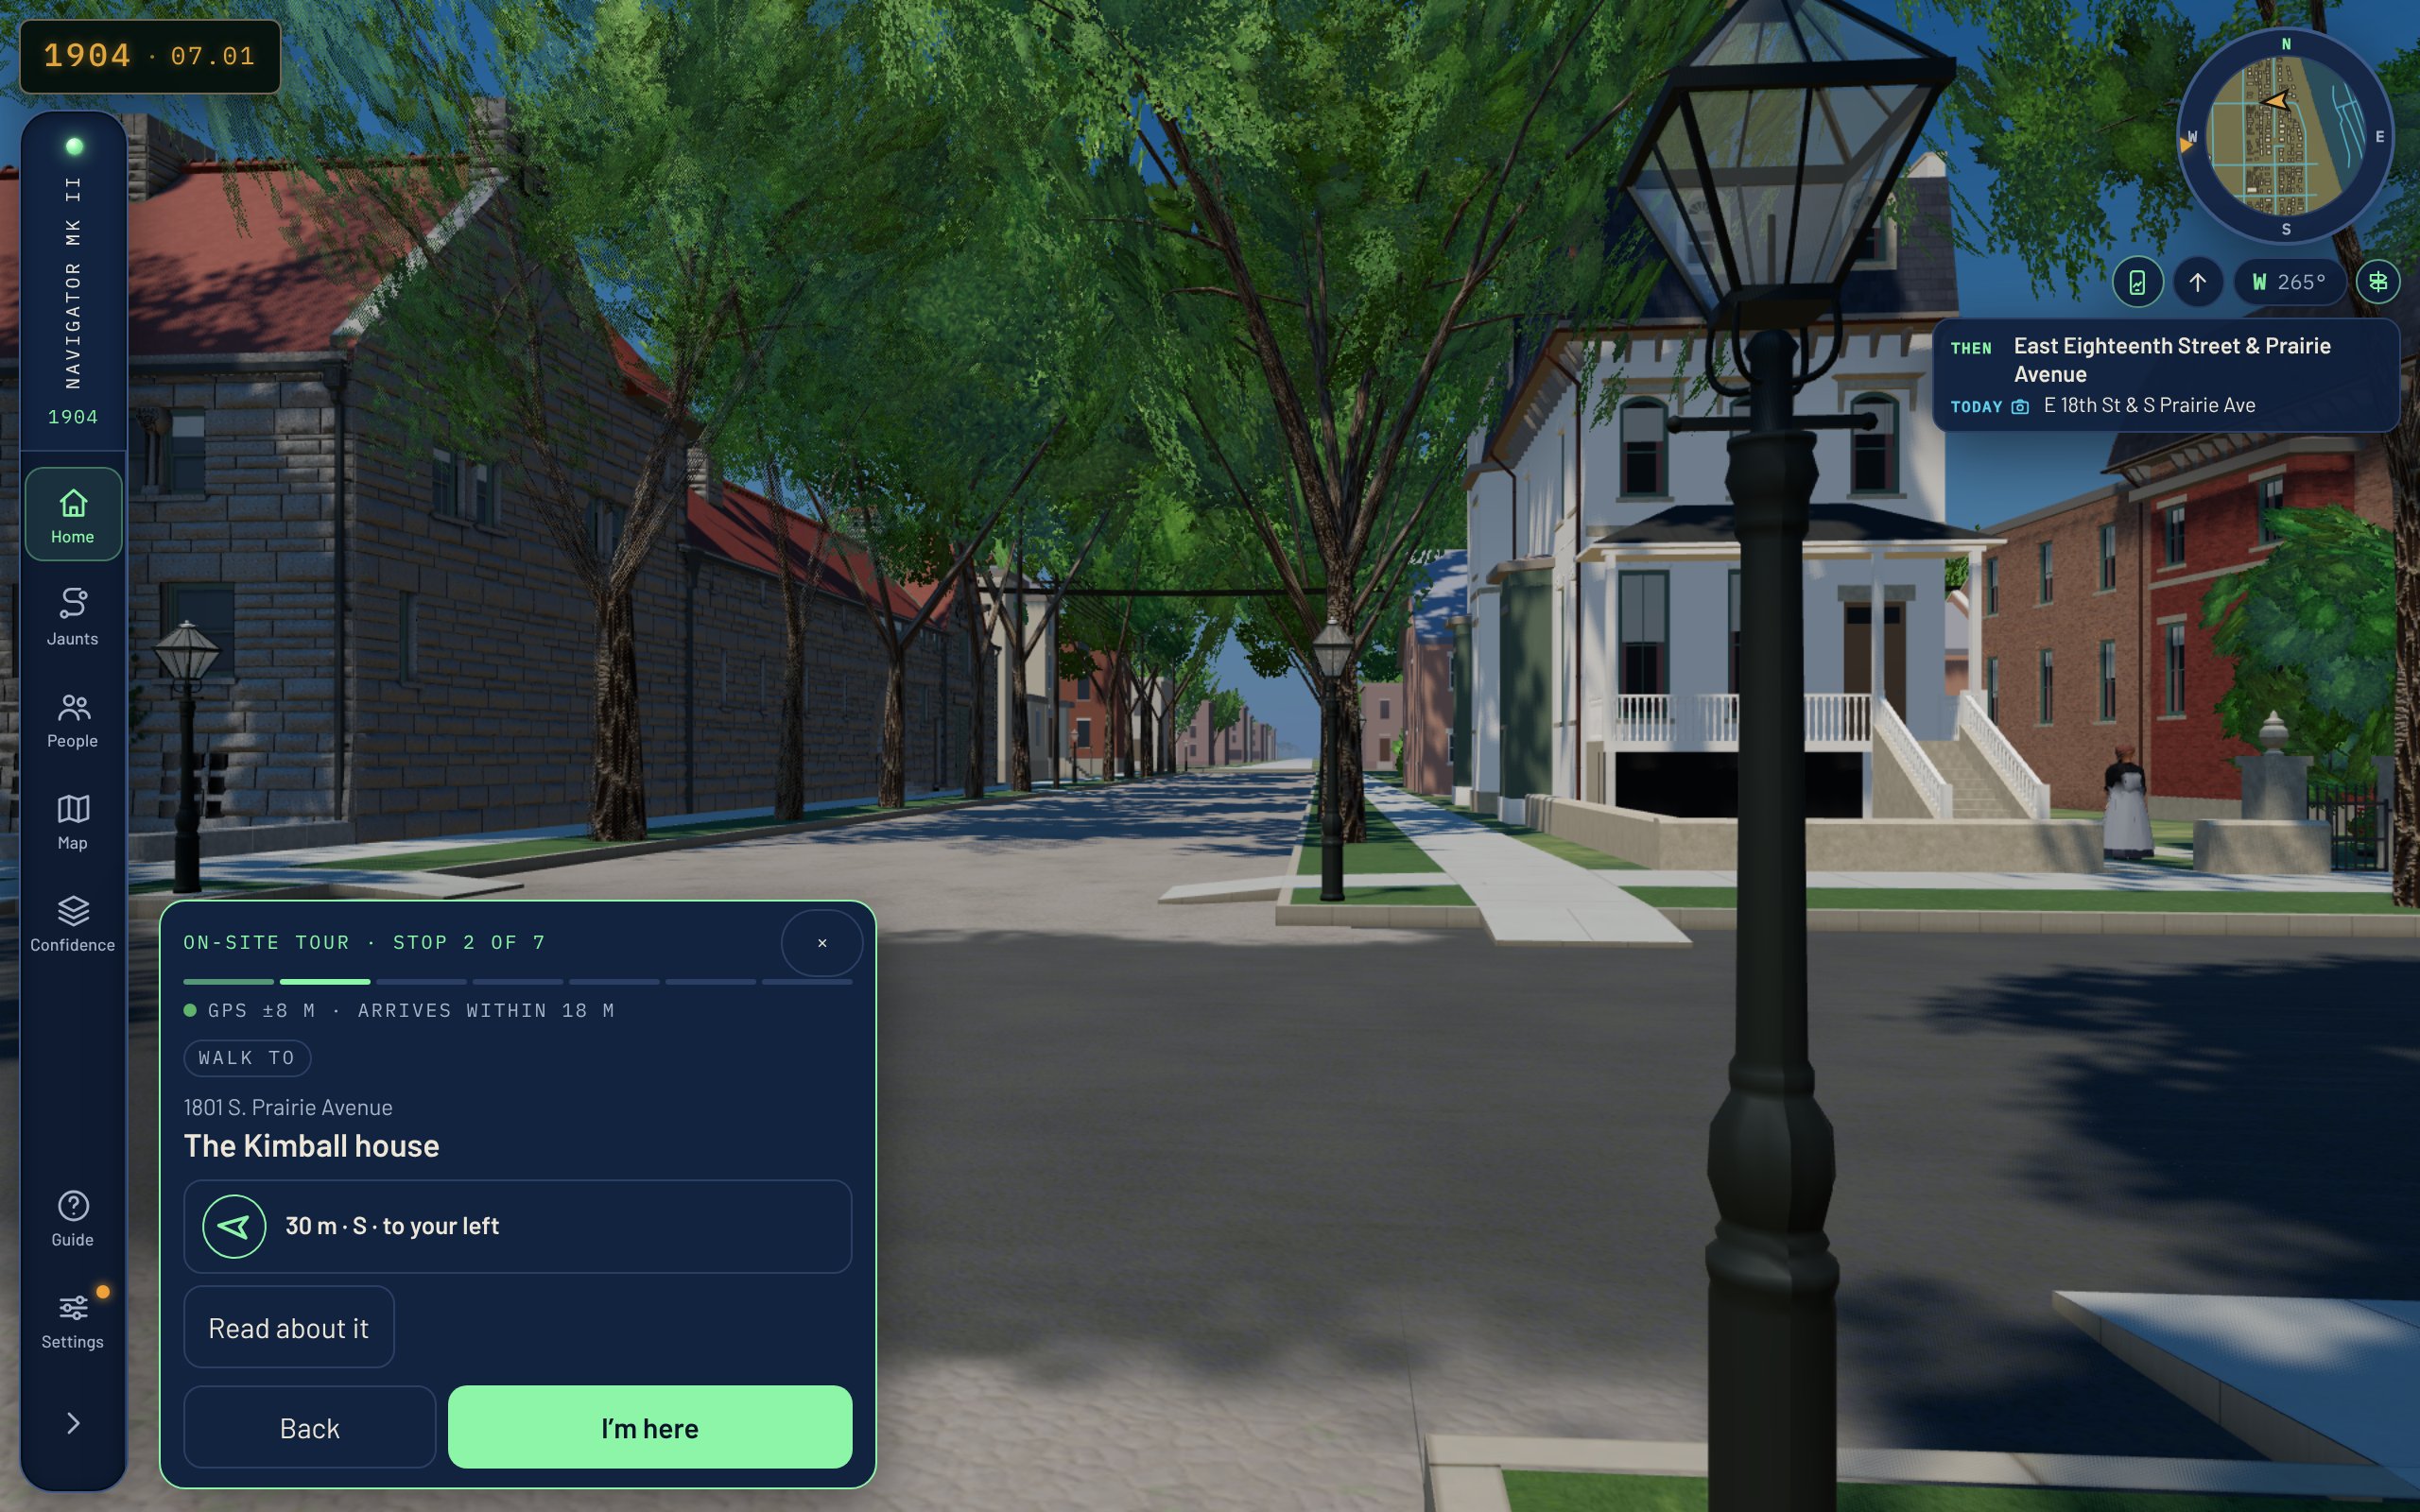 1904 · 07.01
NAVIGATOR MK II
1904
Home
Jaunts
People
Map
Confidence
Guide
Settings
N
W
E
S
W 265°
THEN East Eighteenth Street & Prairie
Avenue
TODAY E 18th St & S Prairie Ave
ON-SITE TOUR · STOP 2 OF 7
×
GPS ±8 M · ARRIVES WITHIN 18 M
WALK TO
1801 S. Prairie Avenue
The Kimball house
30 m · S · to your left
Read about it
Back
I’m here